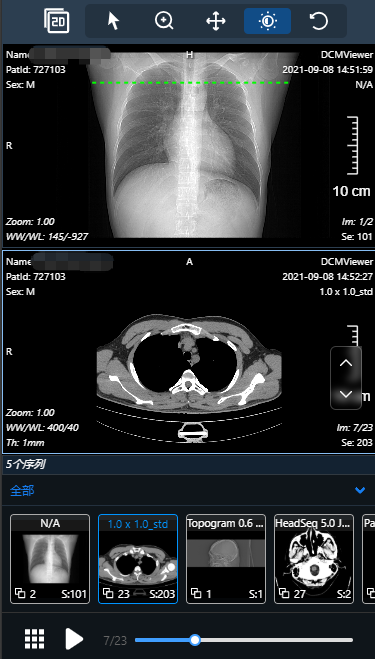 2D
Name:
H
DCMViewer
PatId: 727103
2021-09-08 14:51:59
Sex: M
N/A
R
10 cm
Zoom: 1.00
Im: 1/2
WW/WL: 145/-927
Se: 101
Name:
A
DCMViewer
PatId: 727103
2021-09-08 14:52:27
Sex: M
1.0 x 1.0_std
R
m
Zoom: 1.00
WW/WL: 400/40
Im: 7/23
Th: 1mm
Se: 203
5个序列
全部
N/A
1.0 x 1.0_std
Topogram 0.6 ...
HeadSeq 5.0 J...
Pa
2
S:101
23
S:203
1
S:1
27
S:2
7/23